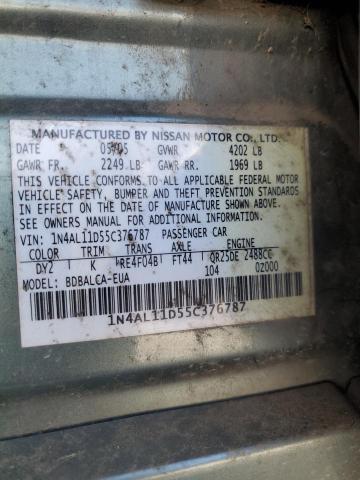 MANUFACTURED BY NISSAN MOTOR CO., LTD.
DATE 05/05 GVWR 4202 LB
GAWR FR. 2249 LB GAWR RR. 1969 LB
THIS VEHICLE CONFORMS TO ALL APPLICABLE FEDERAL MOTOR
VEHICLE SAFETY, BUMPER AND THEFT PREVENTION STANDARDS
IN EFFECT ON THE DATE OF MANUFACTURE SHOWN ABOVE.
SEE OWNERS MANUAL FOR ADDITIONAL INSTRUCTIONS.
VIN: 1N4AL11D55C376787 PASSENGER CAR
COLOR TRIM TRANS AXLE ENGINE
DY2 K RE4F04B FT44 QR25DE 2488CC
MODEL: BDBALCA-EUA 104 0Z000
1N4AL11D55C376787